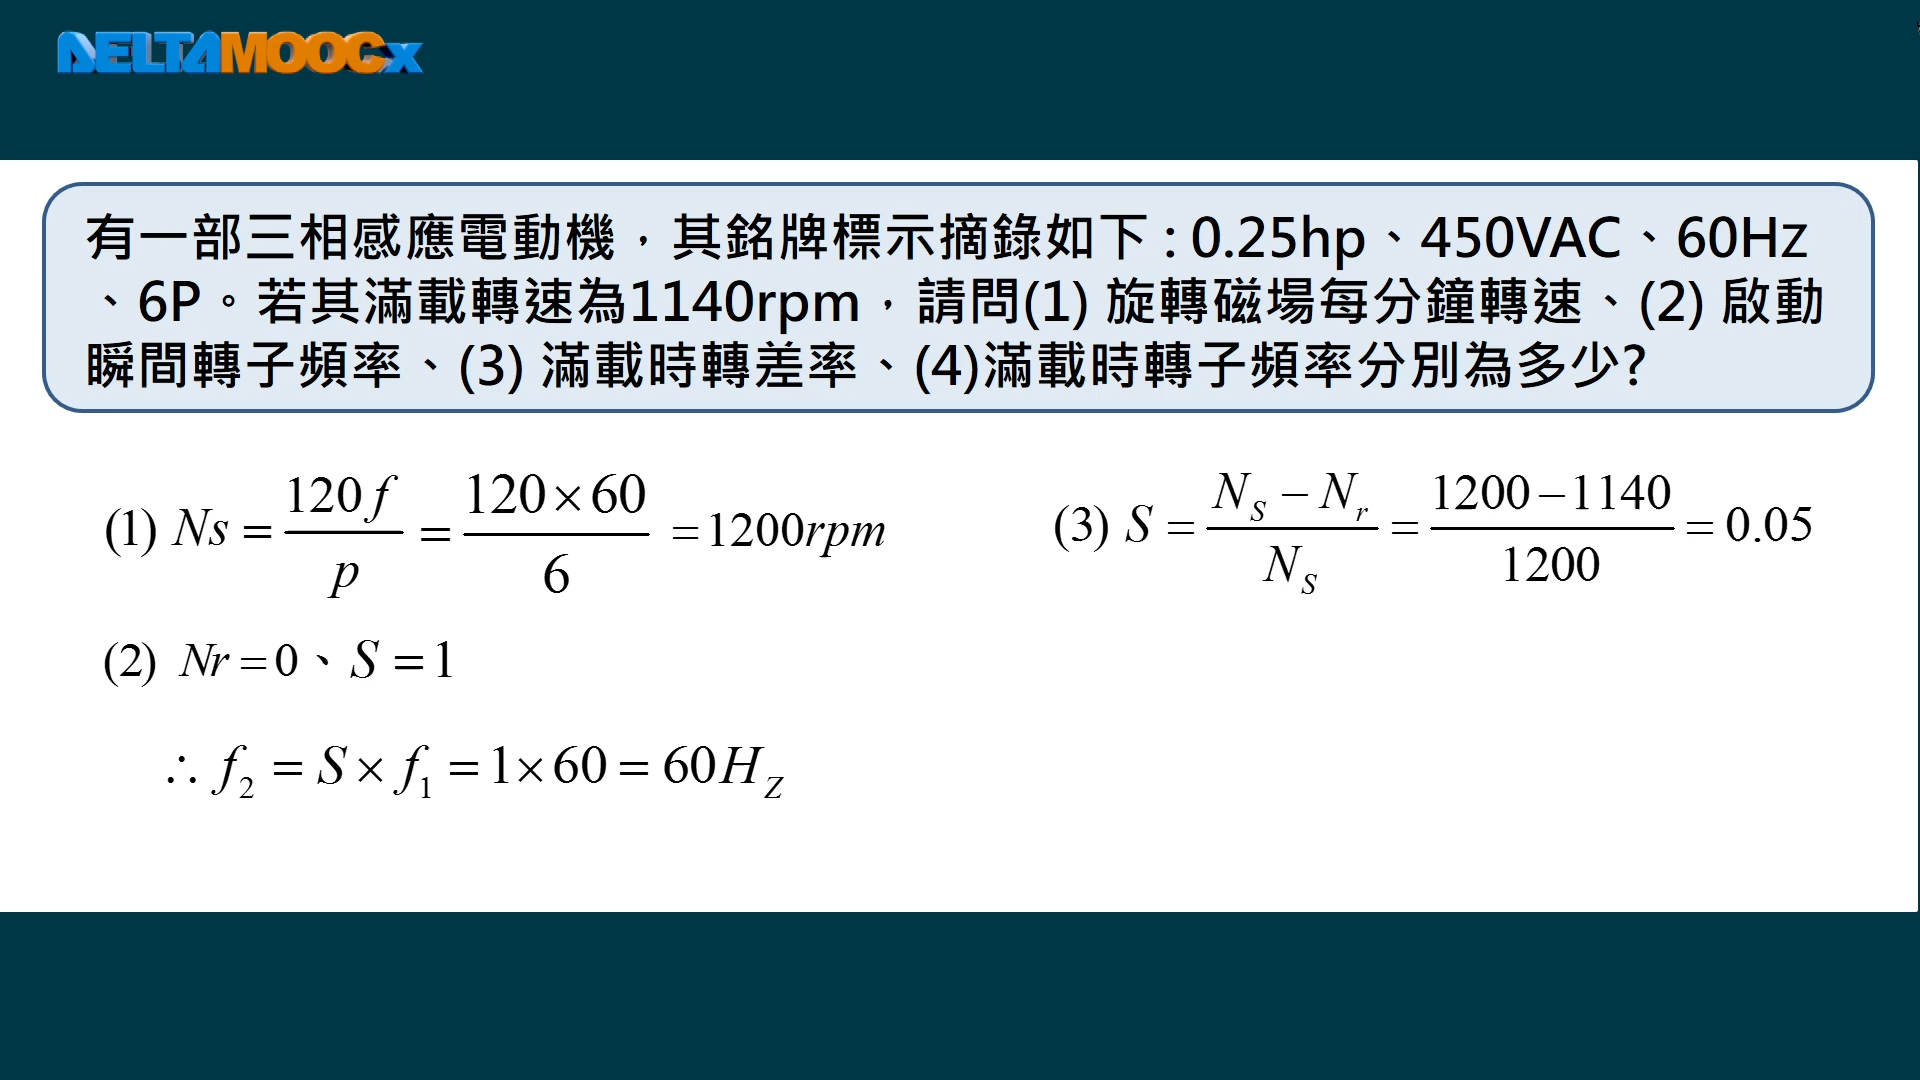 DELTAMOOCx
有一部三相感應電動機，其銘牌標示摘錄如下：0.25hp、450VAC、60Hz
、6P。若其滿載轉速為1140rpm，請問(1) 旋轉磁場每分鐘轉速、(2) 啟動
瞬間轉子頻率、(3) 滿載時轉差率、(4)滿載時轉子頻率分別為多少?
(1) Ns = 120f / p = 120×60 / 6 = 1200rpm
(2) Nr = 0、S = 1
∴ f₂ = S × f₁ = 1×60 = 60H_Z
(3) S = (N_S − N_r) / N_S = (1200 − 1140) / 1200 = 0.05